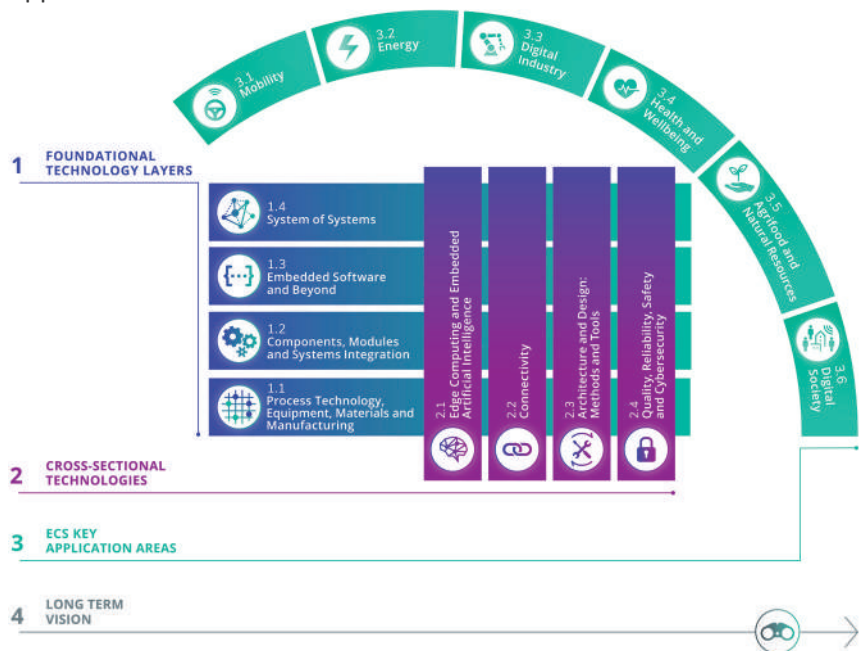 3.1
Mobility
3.2
Energy
3.3
Digital
Industry
3.4
Health and
Wellbeing
3.5
Agrifood and
Natural Resources
3.6
Digital
Society
1
FOUNDATIONAL
TECHNOLOGY LAYERS
1.4
System of Systems
1.3
Embedded Software
and Beyond
1.2
Components, Modules
and Systems Integration
1.1
Process Technology,
Equipment, Materials and
Manufacturing
2.1
Edge Computing and Embedded
Artificial Intelligence
2.2
Connectivity
2.3
Architecture and Design:
Methods and Tools
2.4
Quality, Reliability, Safety
and Cybersecurity
2
CROSS-SECTIONAL
TECHNOLOGIES
3
ECS KEY
APPLICATION AREAS
4
LONG TERM
VISION